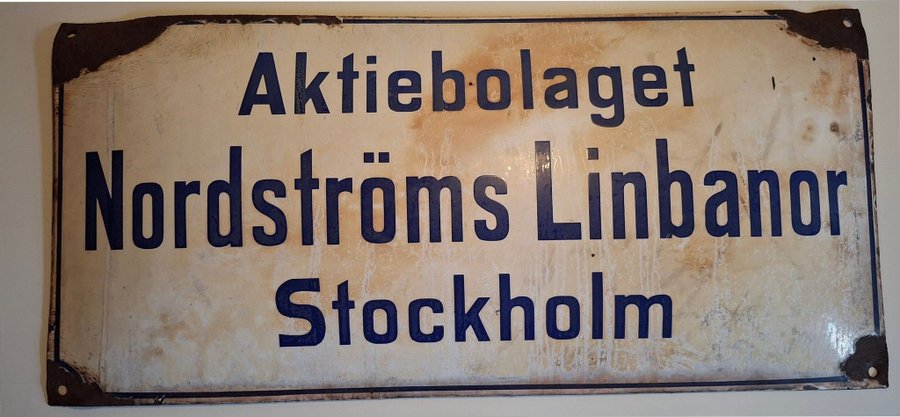 Aktiebolaget
Nordströms Linbanor
Stockholm